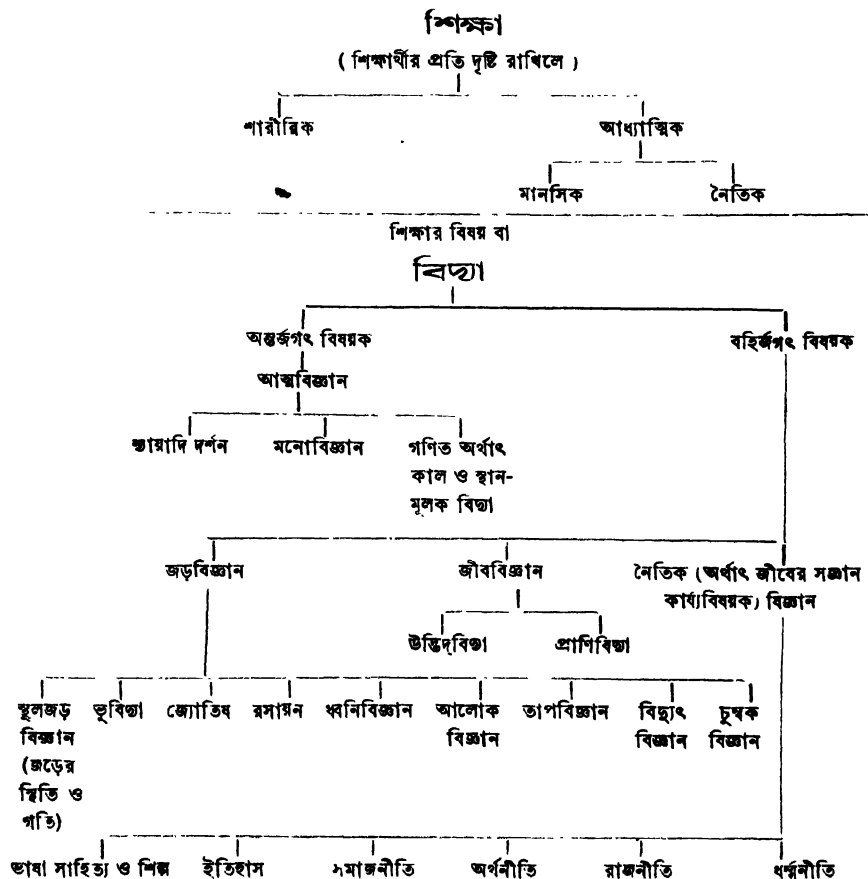 শিক্ষা
( শিক্ষার্থীর প্রতি দৃষ্টি রাখিলে )
শারীরিক আধ্যাত্মিক
মানসিক নৈতিক
শিক্ষার বিষয় বা
বিদ্যা
অন্তর্জগৎ বিষয়ক বহির্জগৎ বিষয়ক
আত্মবিজ্ঞান
ন্যায়াদি দর্শন মনোবিজ্ঞান গণিত অর্থাৎ
কাল ও স্থান-
মূলক বিদ্যা
জড়বিজ্ঞান জীববিজ্ঞান নৈতিক (অর্থাৎ জীবের সজ্ঞান
কার্য্যবিষয়ক) বিজ্ঞান
উদ্ভিদ্‌বিদ্যা প্রাণিবিদ্যা
স্থূলজড় ভূবিদ্যা জ্যোতিষ রসায়ন ধ্বনিবিজ্ঞান আলোক তাপবিজ্ঞান বিদ্যুৎ চুম্বক
বিজ্ঞান বিজ্ঞান বিজ্ঞান বিজ্ঞান
(জড়ের
স্থিতি ও
গতি)
ভাষা সাহিত্য ও শিল্প ইতিহাস সমাজনীতি অর্থনীতি রাজনীতি ধর্ম্মনীতি